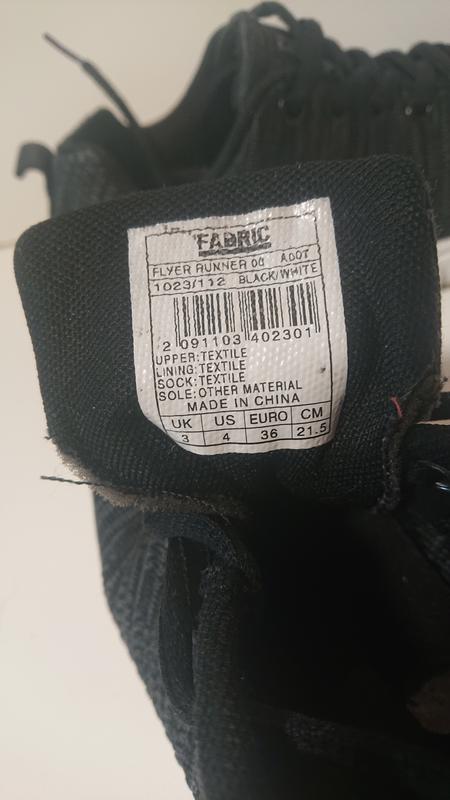 FABRIC
FLYER RUNNER 00 ADOT
1023/112 BLACK/WHITE
2 091103 402301
UPPER:TEXTILE
LINING:TEXTILE
SOCK:TEXTILE
SOLE:OTHER MATERIAL
MADE IN CHINA
UK US EURO CM
3 4 36 21.5